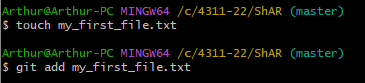 Arthur@Arthur-PC MINGW64 /c/4311-22/ShAR (master)
$ touch my_first_file.txt
Arthur@Arthur-PC MINGW64 /c/4311-22/ShAR (master)
$ git add my_first_file.txt